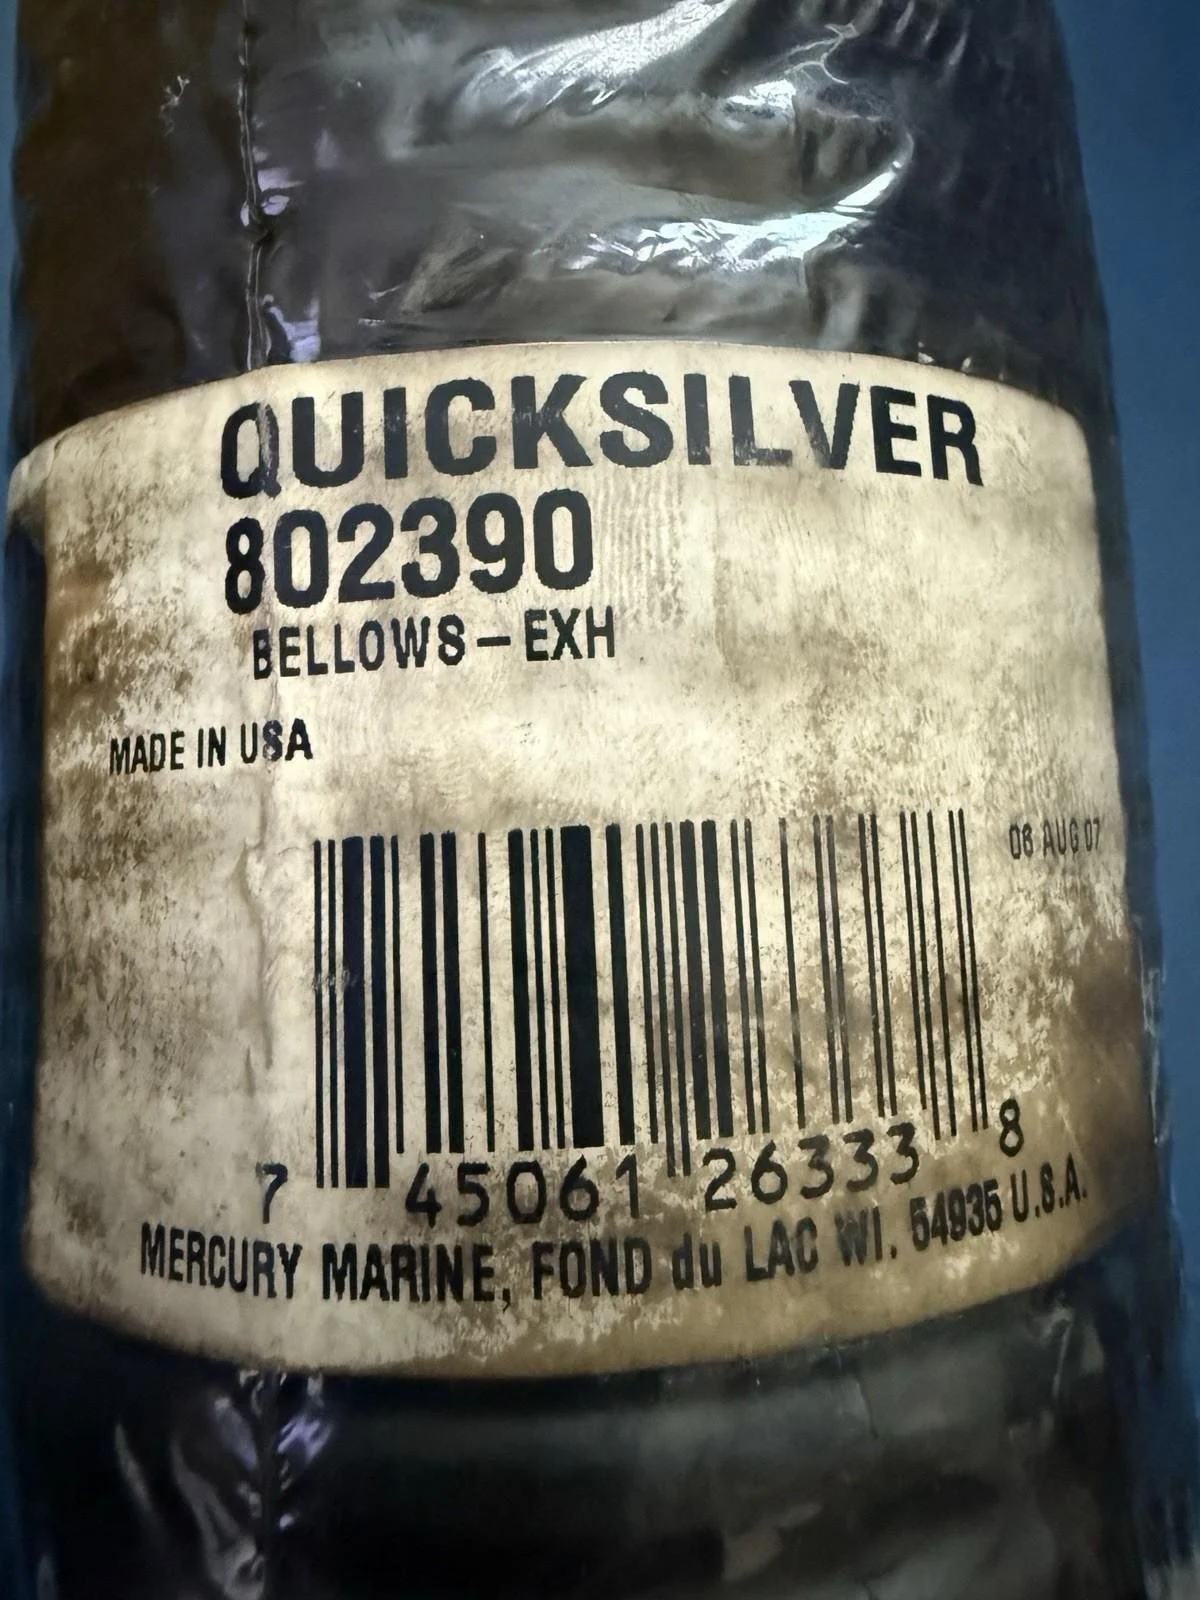 QUICKSILVER
802390
BELLOWS – EXH
MADE IN USA
06 AUG 07
7 45061 26333 8
MERCURY MARINE, FOND du LAC WI. 54935 U.S.A.